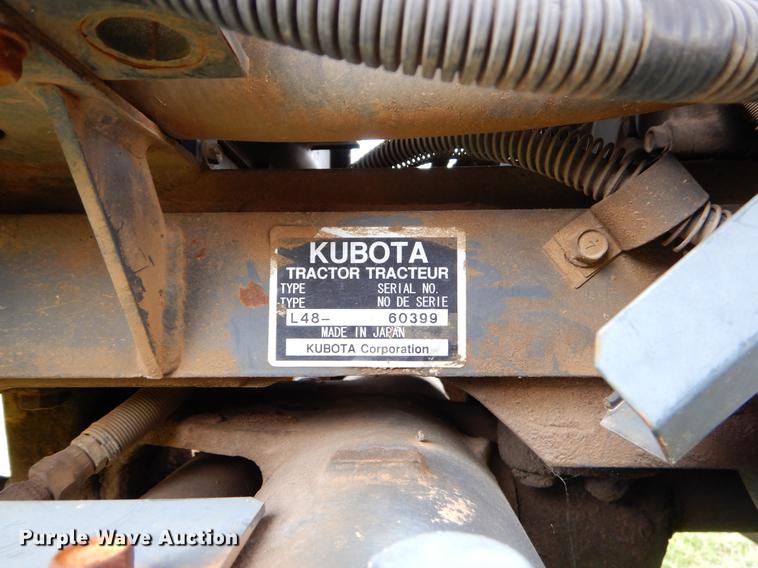 KUBOTA
TRACTOR TRACTEUR
TYPE SERIAL NO.
TYPE NO DE SERIE
L48- 60399
MADE IN JAPAN
KUBOTA Corporation
Purple Wave Auction